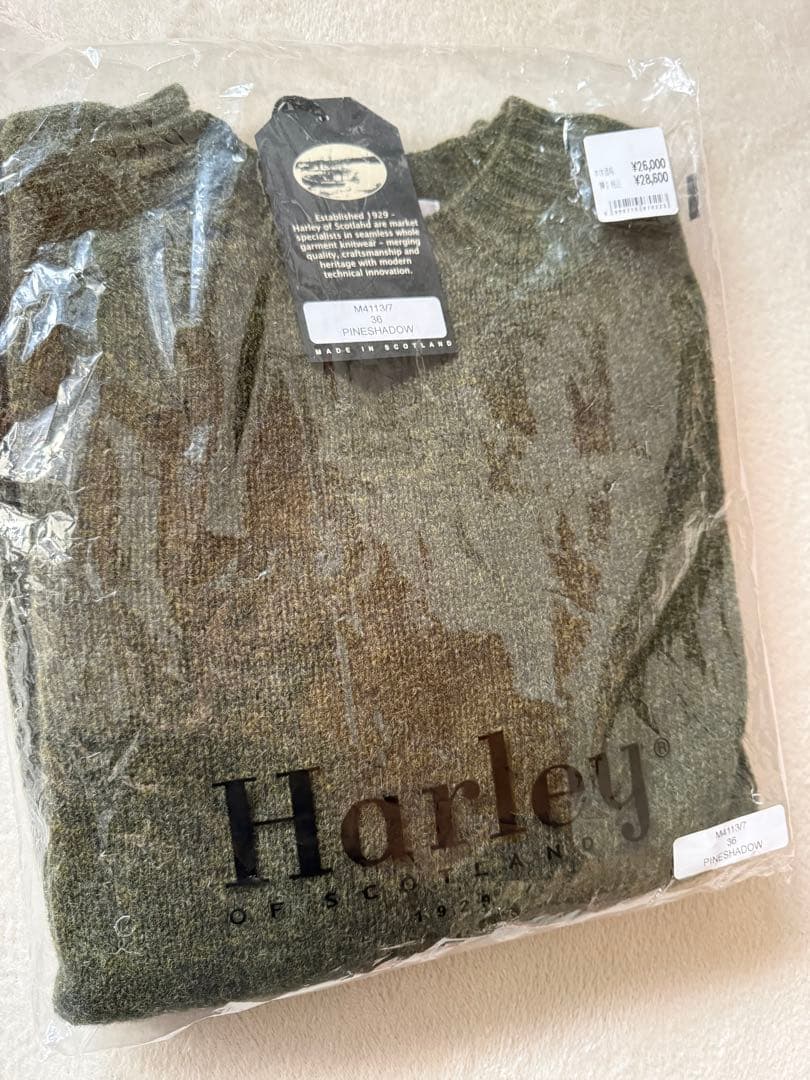 Established 1929 -
Harley of Scotland are market
specialists in seamless whole
garment knitwear - merging
quality, craftsmanship and
heritage with modern
technical innovation.
M4113/7
36
PINESHADOW
MADE IN SCOTLAND
¥26,000
¥28,600
Harley®
OF SCOTLAND
M4113/7
36
PINESHADOW